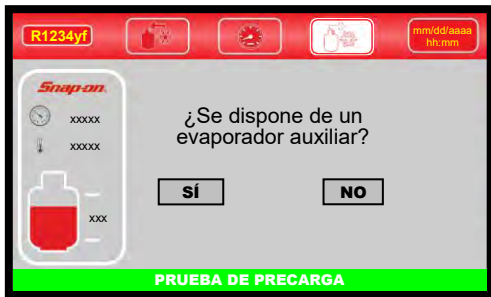 R1234yf
mm/dd/aaaa
hh:mm
Snap-on
xxxxx
xxxxx
xxx
¿Se dispone de un
evaporador auxiliar?
SÍ
NO
PRUEBA DE PRECARGA